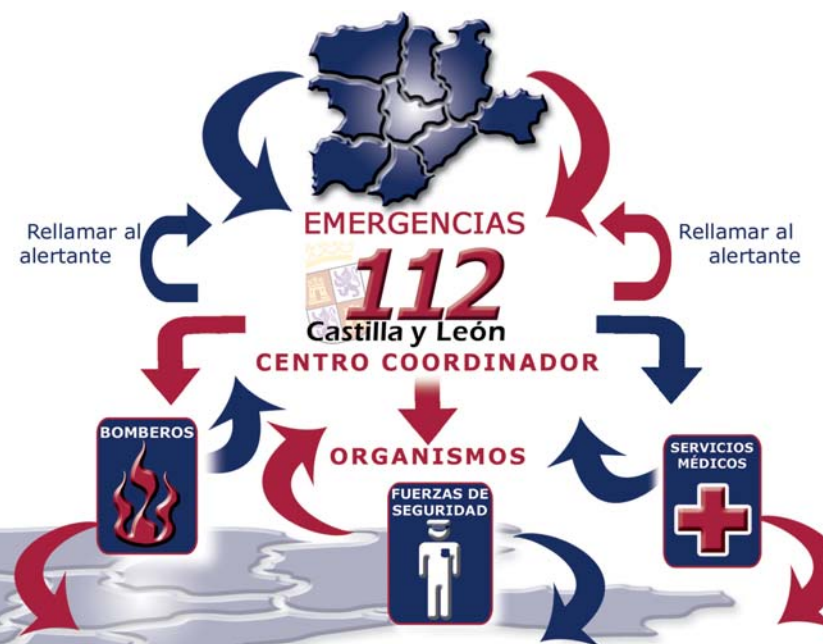 EMERGENCIAS
Rellamar al
alertante
Rellamar al
alertante
112
Castilla y León
CENTRO COORDINADOR
BOMBEROS
ORGANISMOS
SERVICIOS
MÉDICOS
FUERZAS DE
SEGURIDAD